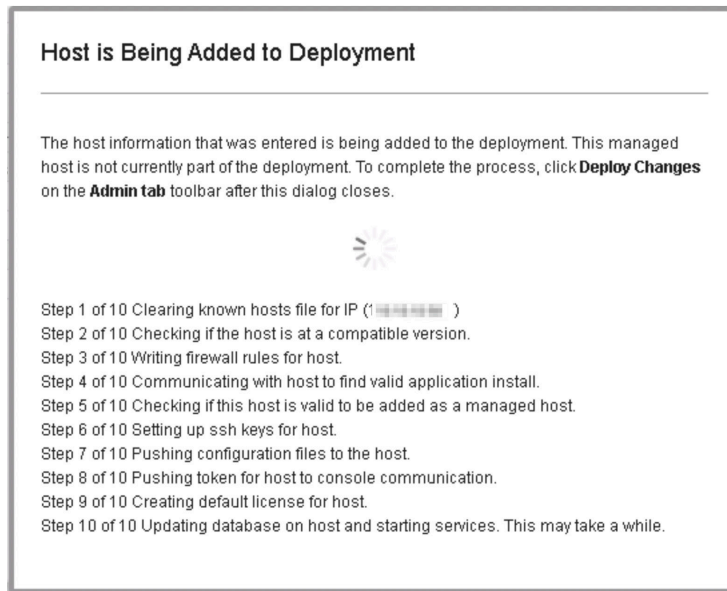 Host is Being Added to Deployment
The host information that was entered is being added to the deployment. This managed
host is not currently part of the deployment. To complete the process, click Deploy Changes
on the Admin tab toolbar after this dialog closes.
Step 1 of 10 Clearing known hosts file for IP ( )
Step 2 of 10 Checking if the host is at a compatible version.
Step 3 of 10 Writing firewall rules for host.
Step 4 of 10 Communicating with host to find valid application install.
Step 5 of 10 Checking if this host is valid to be added as a managed host.
Step 6 of 10 Setting up ssh keys for host.
Step 7 of 10 Pushing configuration files to the host.
Step 8 of 10 Pushing token for host to console communication.
Step 9 of 10 Creating default license for host.
Step 10 of 10 Updating database on host and starting services. This may take a while.